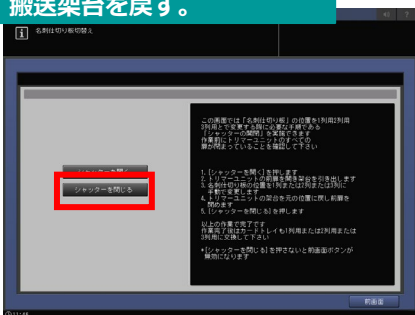 搬送架台を戻す。
名刺仕切り板切替え
この画面では「名刺仕切り板」の位置を1列用2列用
3列用とで変更する際に必要な手順である
「シャッターの開閉」を実施できます
作業前にトリマーユニットのすべての
扉が閉まっていることを確認して下さい
シャッターを開く
シャッターを閉じる
1.[シャッターを開く]を押します
2.トリマーユニットの前扉を開き架台を引き出します
3.名刺仕切り板の位置を1列または2列または3列に
手動で変更します
4.トリマーユニットの架台を元の位置に戻し前扉を
閉めます
5.[シャッターを閉じる]を押します
以上の作業で完了です
作業完了後はカードトレイも1列用または2列用または
3列用に交換して下さい
*[シャッターを閉じる]を押さないと前画面ボタンが
無効になります
前画面